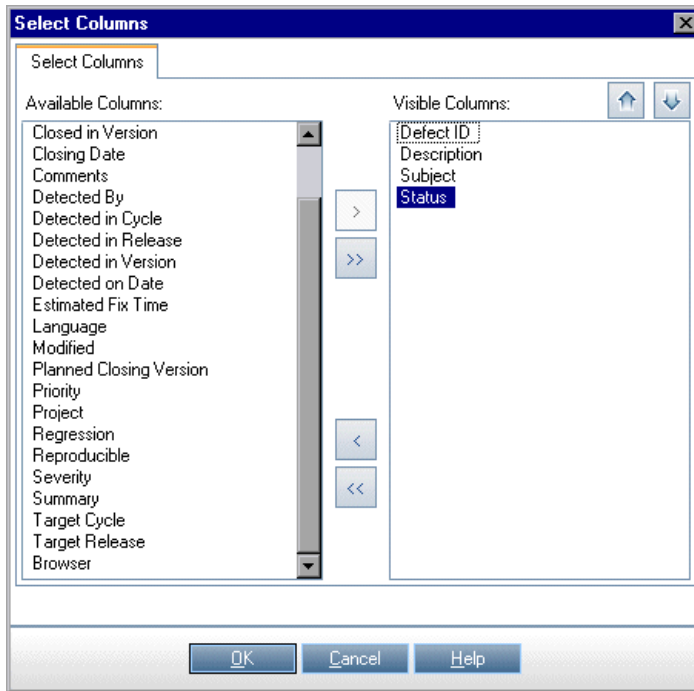 Select Columns
Select Columns
Available Columns:
Visible Columns:
Closed in Version
Closing Date
Comments
Detected By
Detected in Cycle
Detected in Release
Detected in Version
Detected on Date
Estimated Fix Time
Language
Modified
Planned Closing Version
Priority
Project
Regression
Reproducible
Severity
Summary
Target Cycle
Target Release
Browser
>
>>
<
<<
Defect ID
Description
Subject
Status
OK
Cancel
Help